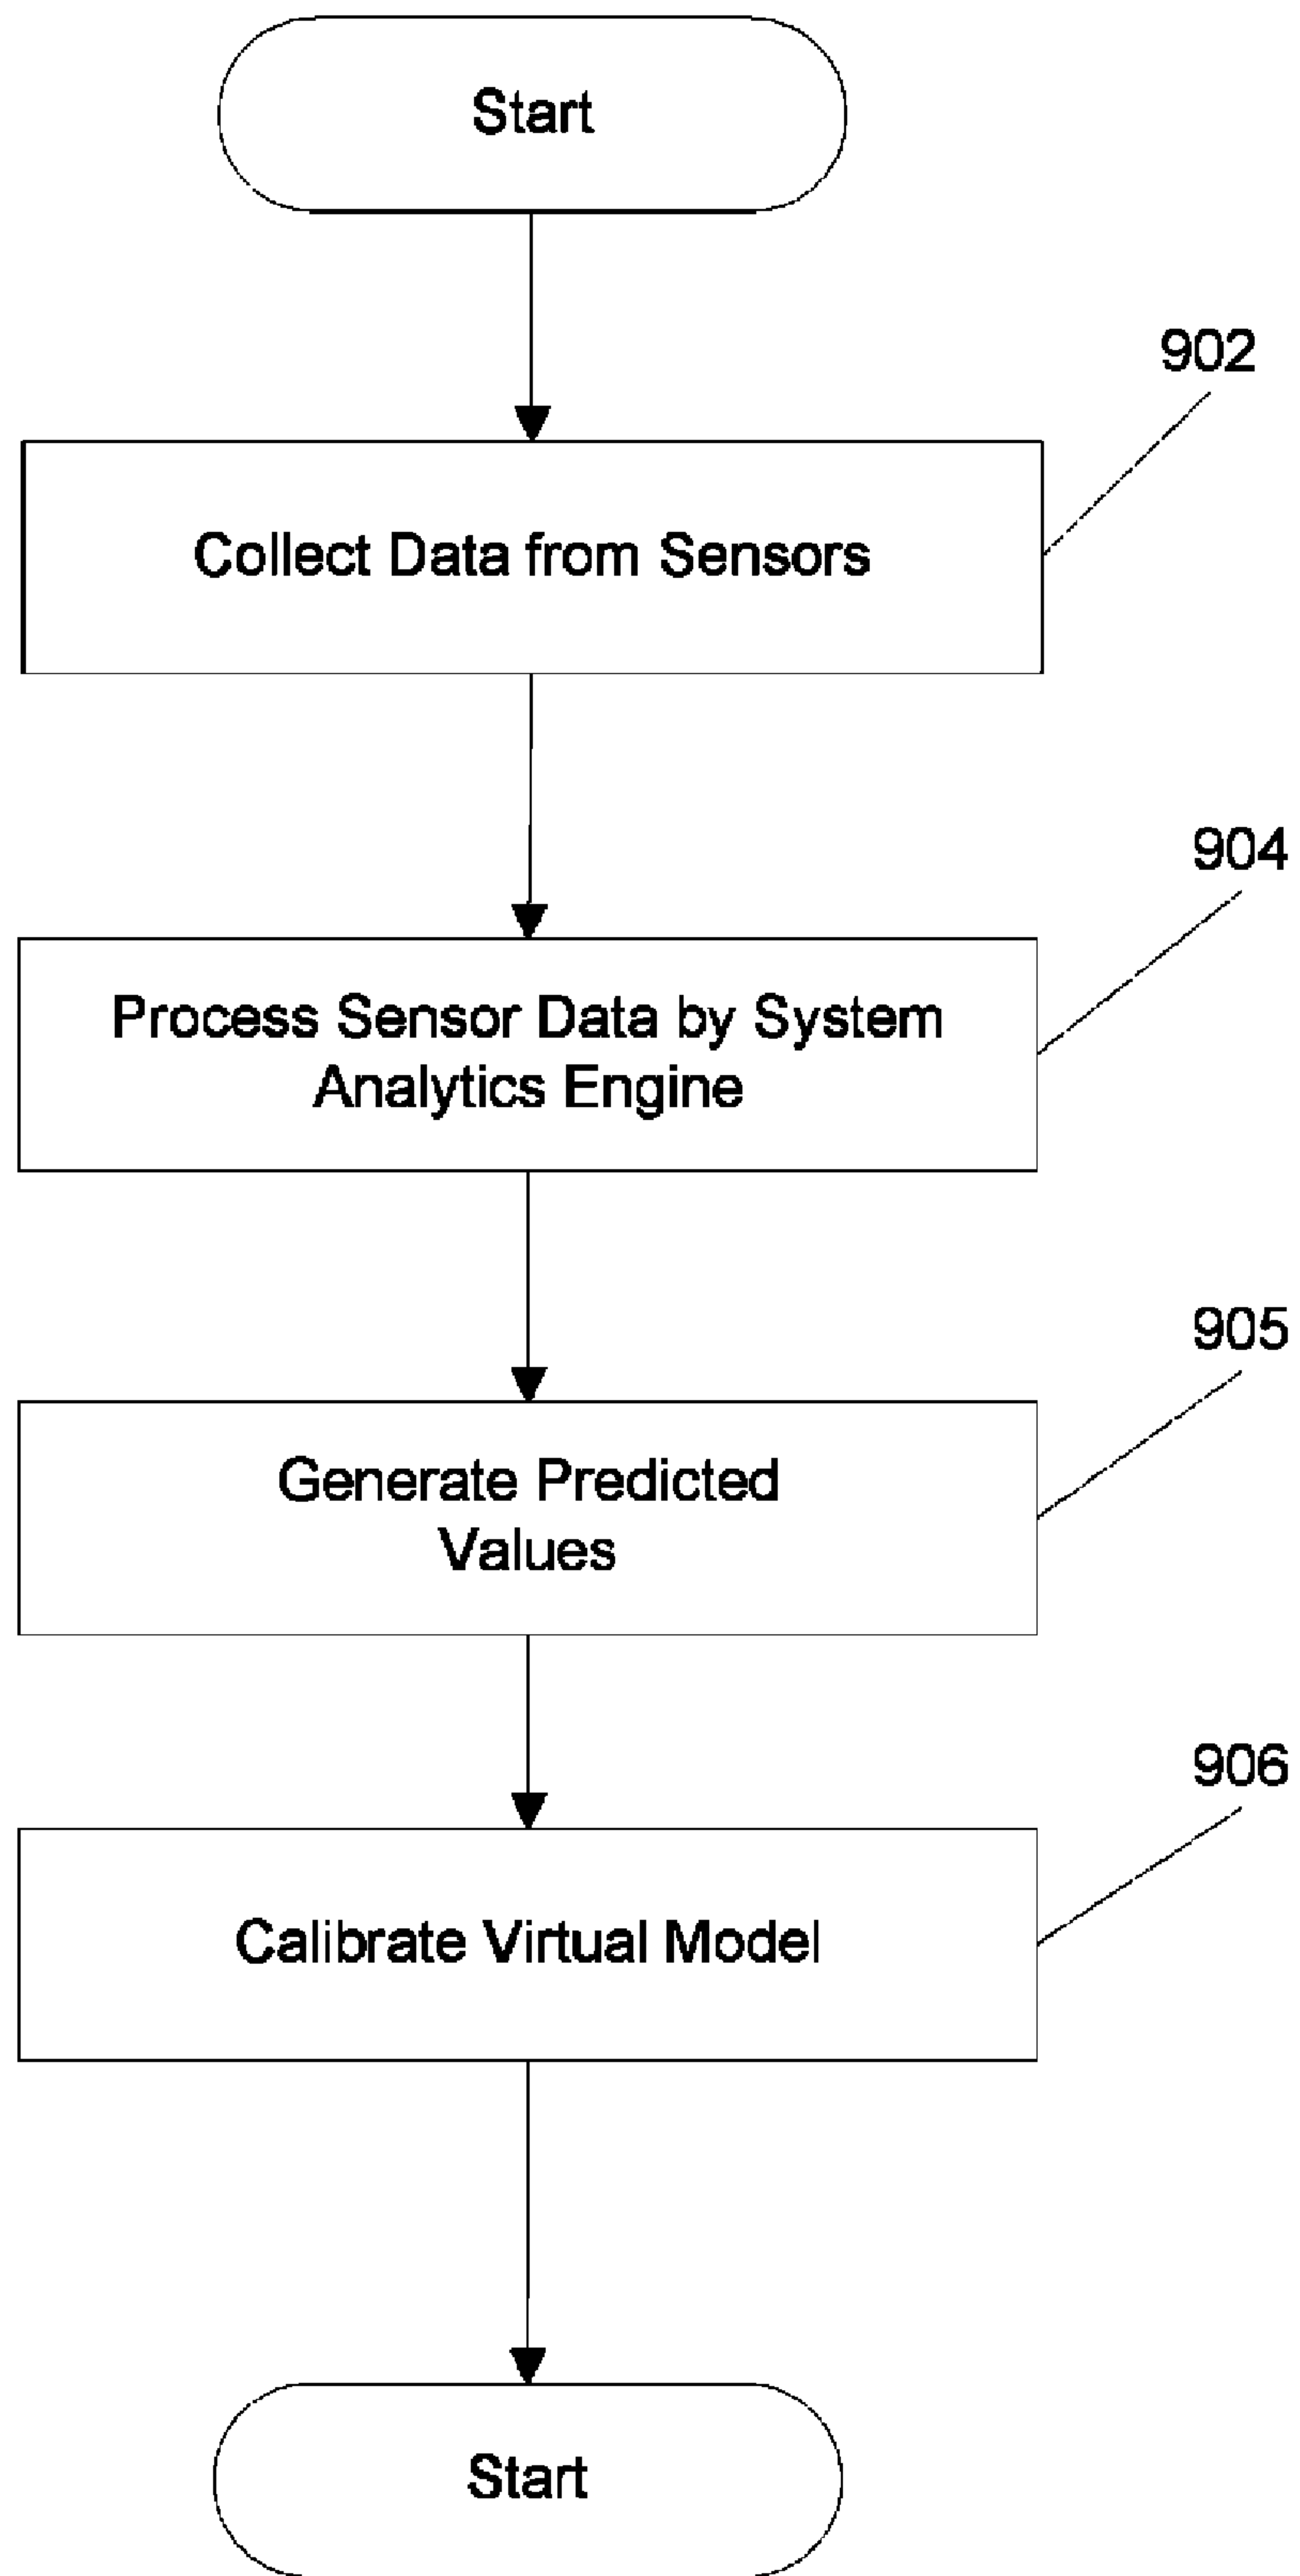 Start
902
Collect Data from Sensors
904
Process Sensor Data by System
Analytics Engine
905
Generate Predicted
Values
906
Calibrate Virtual Model
Start